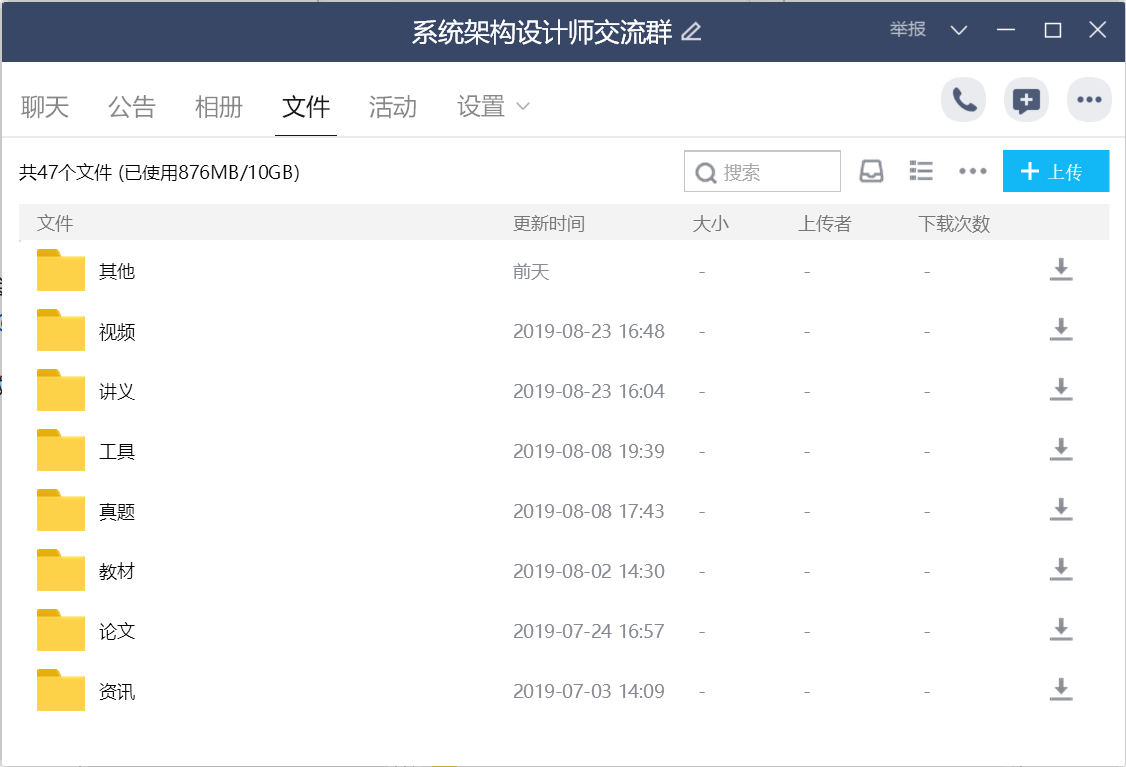 系统架构设计师交流群 举报
聊天 公告 相册 文件 活动 设置
共47个文件 (已使用876MB/10GB) 搜索 上传
文件 更新时间 大小 上传者 下载次数
其他 前天 - - -
视频 2019-08-23 16:48 - - -
讲义 2019-08-23 16:04 - - -
工具 2019-08-08 19:39 - - -
真题 2019-08-08 17:43 - - -
教材 2019-08-02 14:30 - - -
论文 2019-07-24 16:57 - - -
资讯 2019-07-03 14:09 - - -